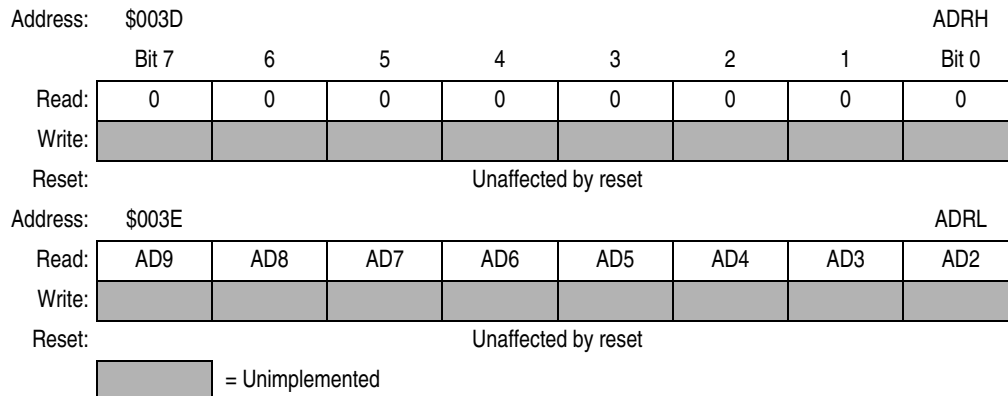 Address: $003D ADRH
Bit 7 6 5 4 3 2 1 Bit 0
Read: 0 0 0 0 0 0 0 0
Write:
Reset: Unaffected by reset
Address: $003E ADRL
Read: AD9 AD8 AD7 AD6 AD5 AD4 AD3 AD2
Write:
Reset: Unaffected by reset
= Unimplemented